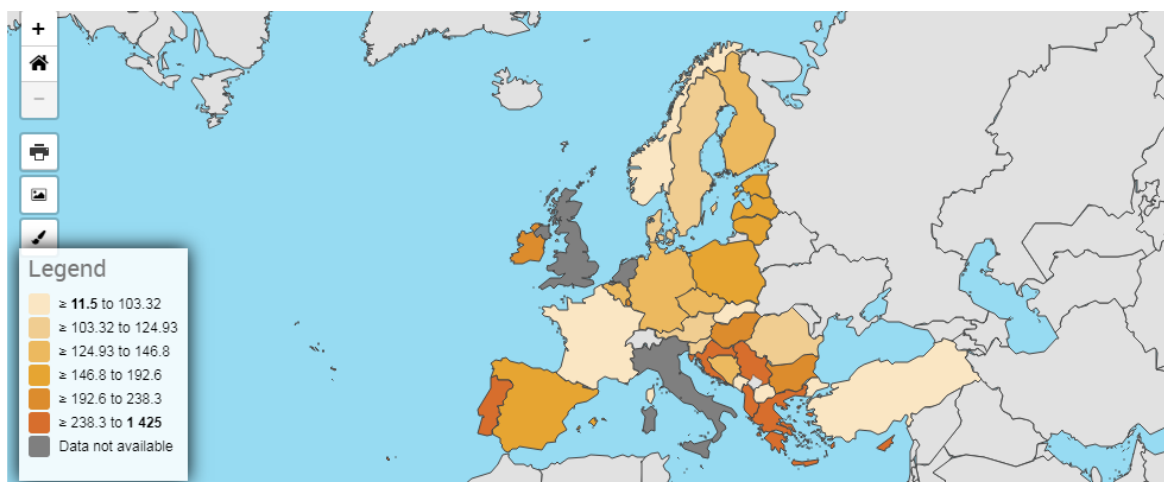 +
−
Legend
≥ 11.5 to 103.32
≥ 103.32 to 124.93
≥ 124.93 to 146.8
≥ 146.8 to 192.6
≥ 192.6 to 238.3
≥ 238.3 to 1 425
Data not available